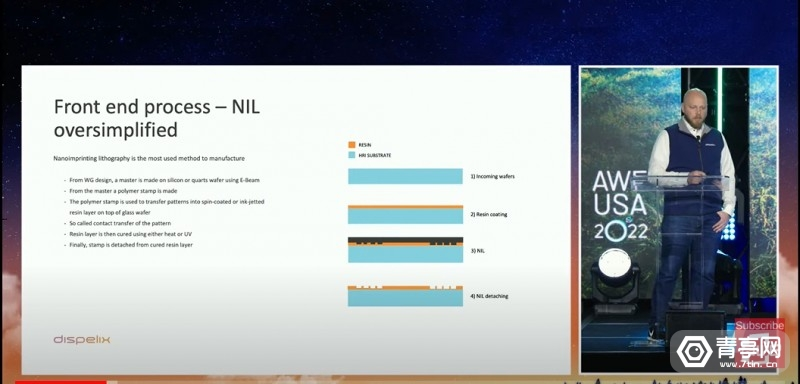 Front end process – NIL
oversimplified
Nanoimprinting lithography is the most used method to manufacture
- From WG design, a master is made on silicon or quarts wafer using E-Beam
- From the master a polymer stamp is made
- The polymer stamp is used to transfer patterns into spin-coated or ink-jetted
resin layer on top of glass wafer
- So called contact transfer of the pattern
- Resin layer is then cured using either heat or UV
- Finally, stamp is detached from cured resin layer
RESIN
HRI SUBSTRATE
1) Incoming wafers
2) Resin coating
3) NIL
4) NIL detaching
dispelix
AWE
USA
2022
Subscribe
青亭网
www.7tin.cn